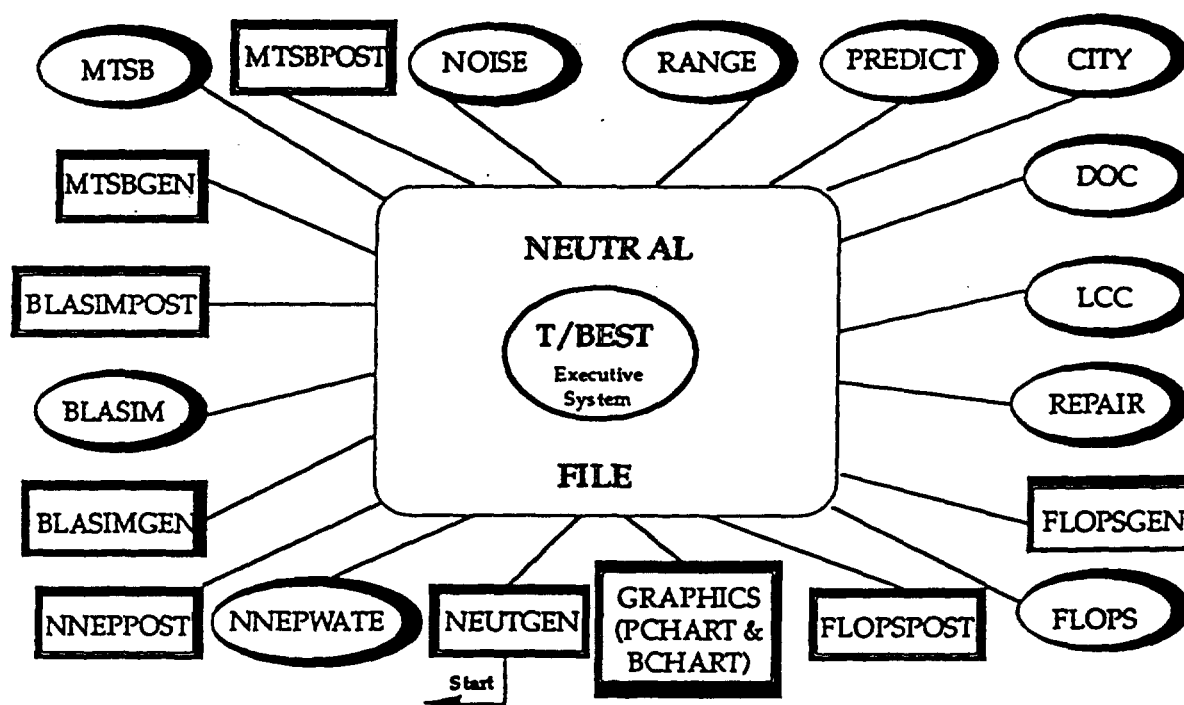 MTSB
MTSBPOST
NOISE
RANGE
PREDICT
CITY
MTSBGEN
DOC
BLASIMPOST
LCC
BLASIM
REPAIR
BLASIMGEN
FLOPSGEN
NEUTRAL
T/BEST
Executive
System
FILE
NNEPPOST
NNEPWATE
NEUTGEN
GRAPHICS
(PCHART &
BCHART)
FLOPSPOST
FLOPS
Start